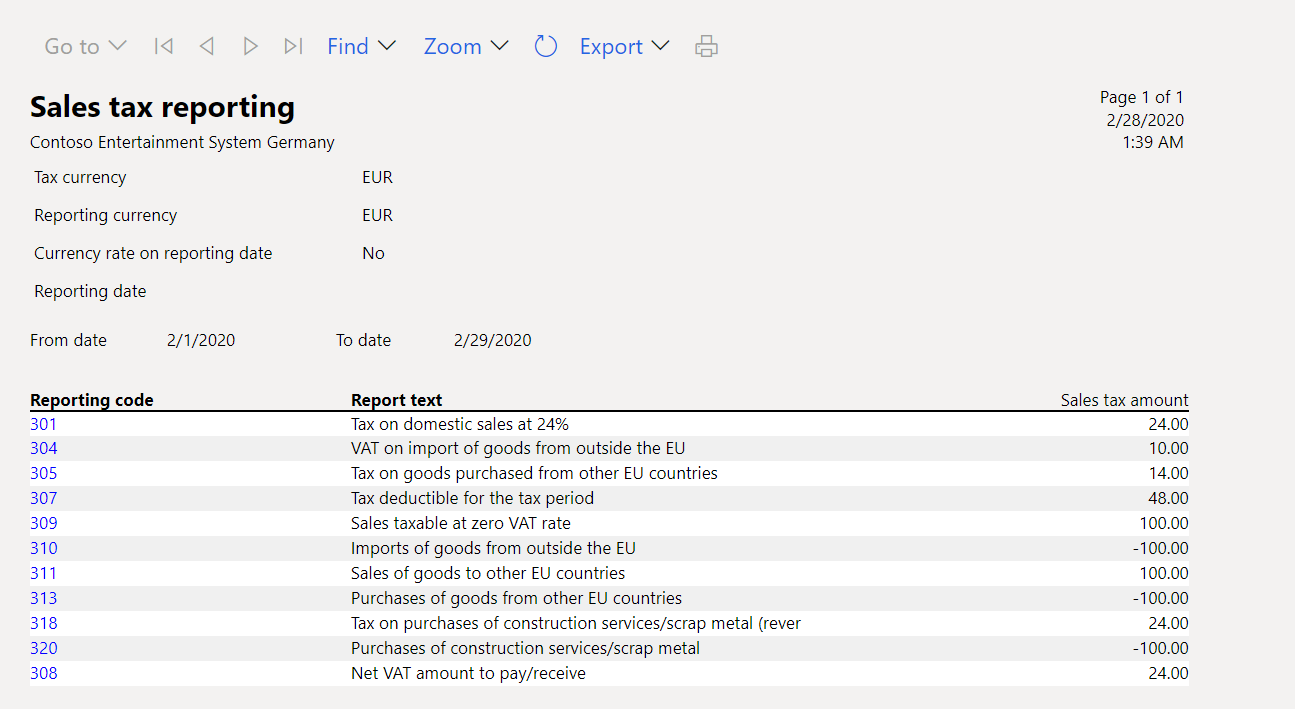 Go to Find Zoom Export
Sales tax reporting
Page 1 of 1
2/28/2020
Contoso Entertainment System Germany
1:39 AM
Tax currency EUR
Reporting currency EUR
Currency rate on reporting date No
Reporting date
From date 2/1/2020 To date 2/29/2020
Reporting code Report text Sales tax amount
301 Tax on domestic sales at 24% 24.00
304 VAT on import of goods from outside the EU 10.00
305 Tax on goods purchased from other EU countries 14.00
307 Tax deductible for the tax period 48.00
309 Sales taxable at zero VAT rate 100.00
310 Imports of goods from outside the EU -100.00
311 Sales of goods to other EU countries 100.00
313 Purchases of goods from other EU countries -100.00
318 Tax on purchases of construction services/scrap metal (rever 24.00
320 Purchases of construction services/scrap metal -100.00
308 Net VAT amount to pay/receive 24.00